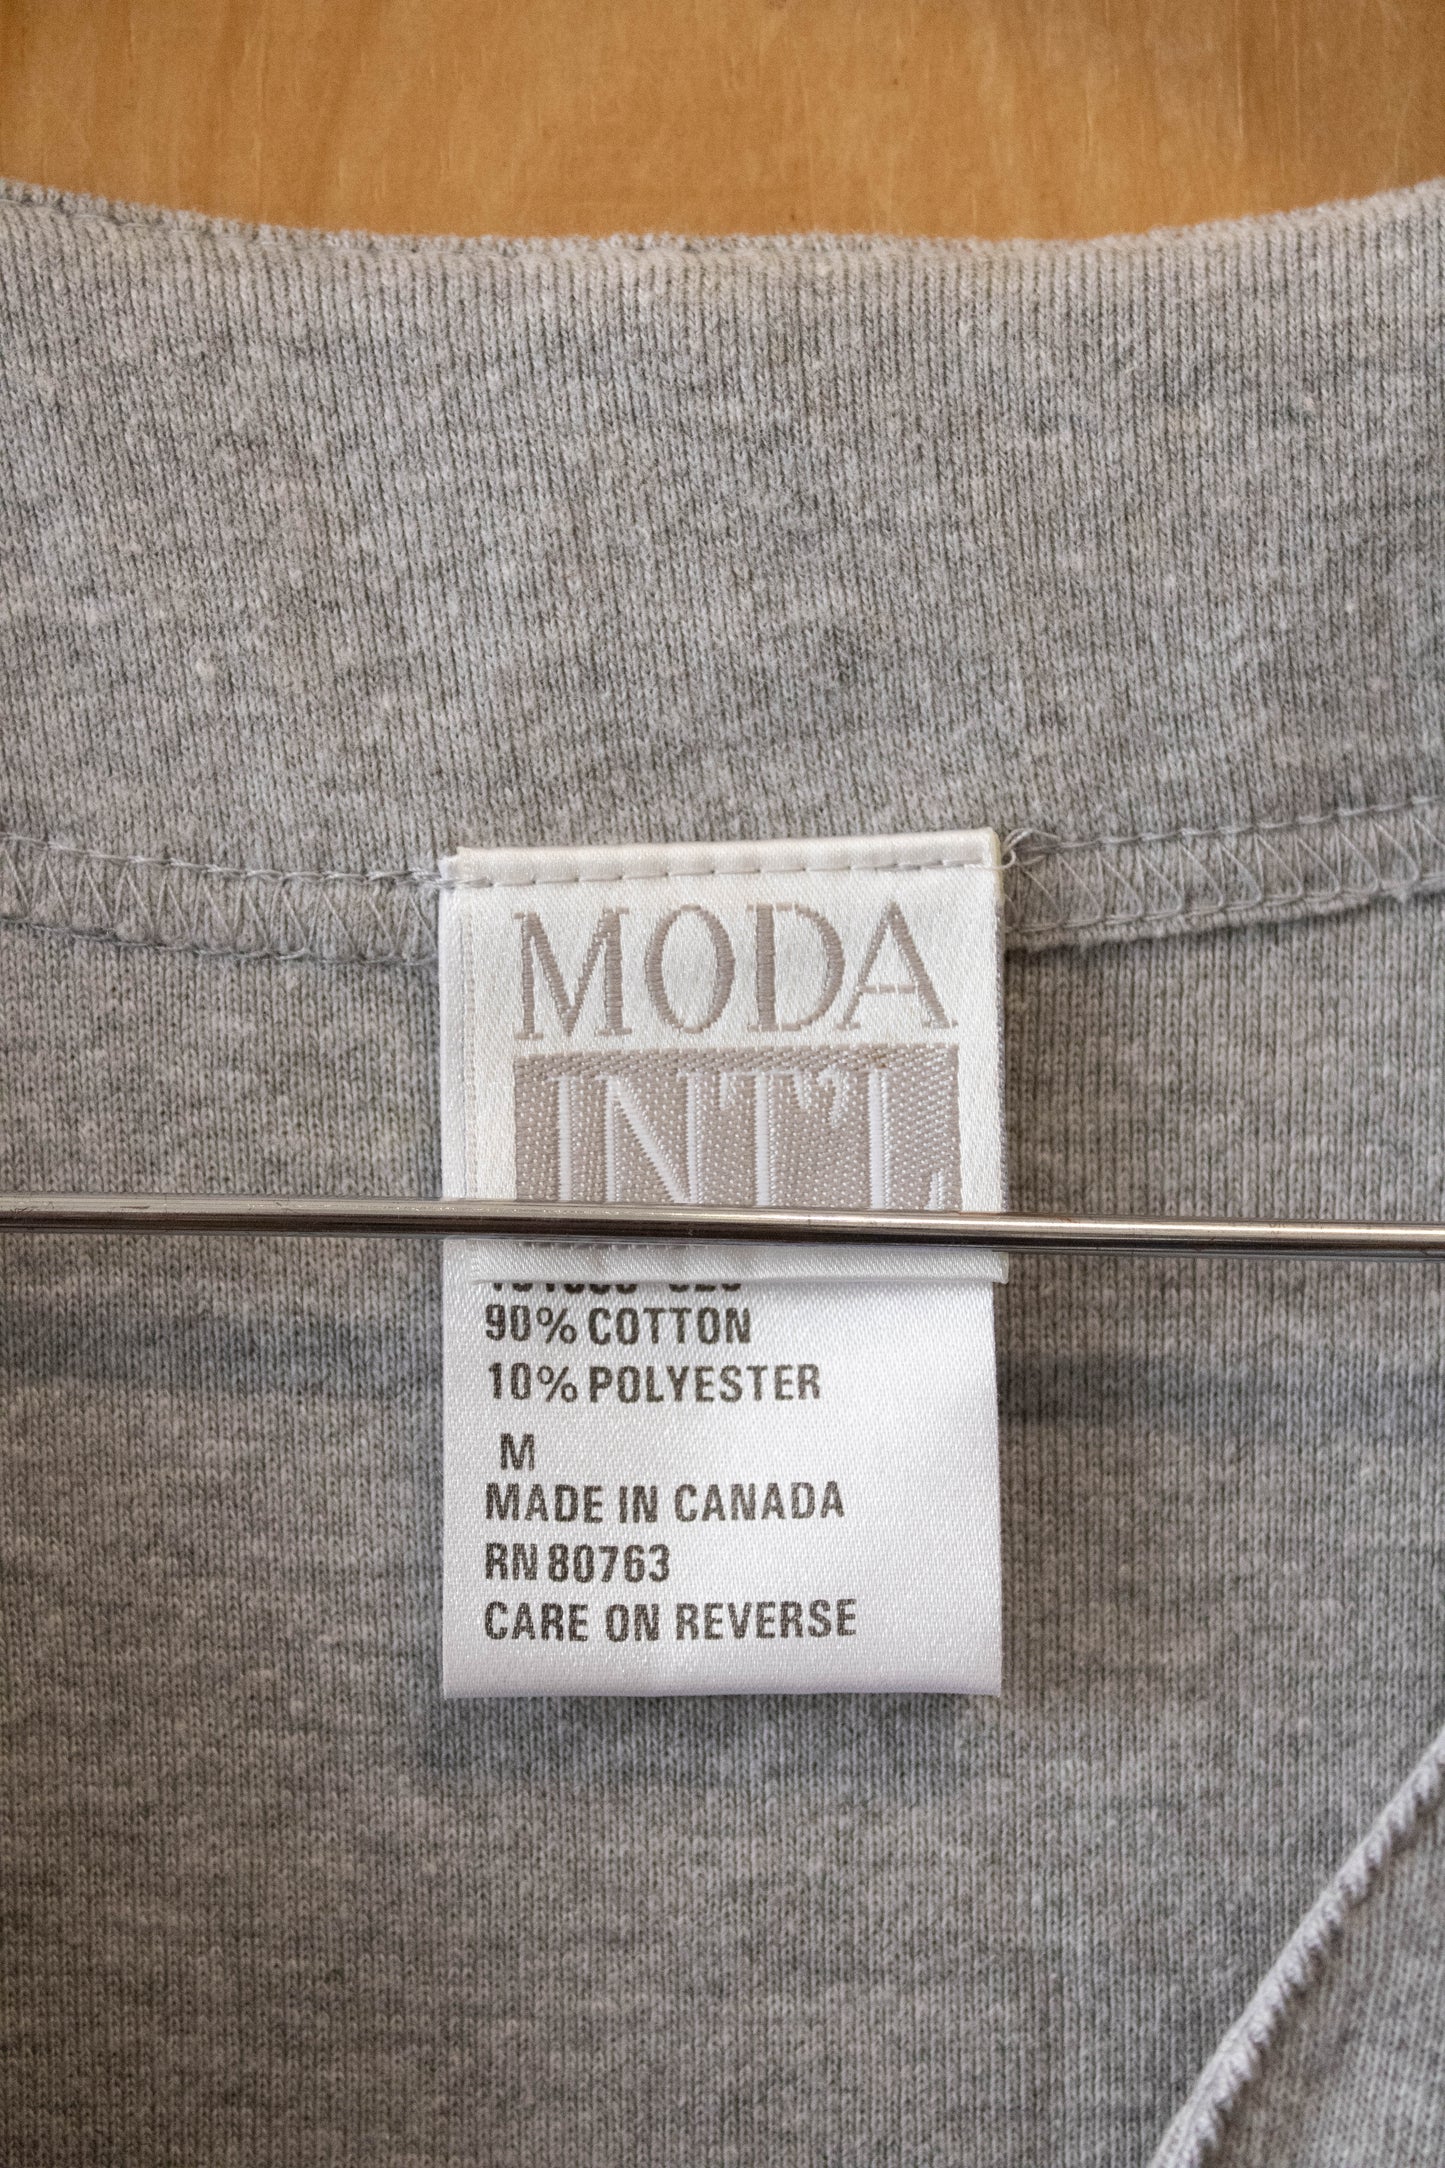 MODA
INT'L
90% COTTON
10% POLYESTER
M
MADE IN CANADA
RN 80763
CARE ON REVERSE